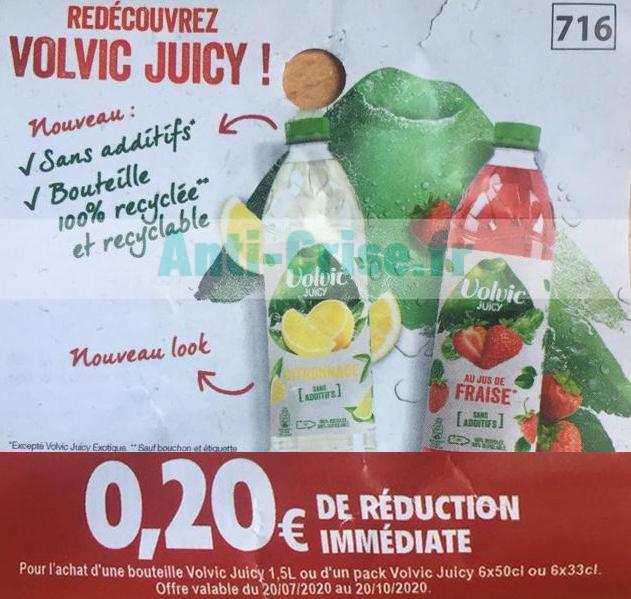 REDÉCOUVREZ
VOLVIC JUICY !
716
Nouveau :
✓ Sans additifs*
✓ Bouteille
100% recyclée**
et recyclable
Anti-Crise.fr
Nouveau look
Volvic
JUICY
CITRONNADE
SANS
ADDITIFS
Volvic
JUICY
AU JUS DE
FRAISE*
SANS
ADDITIFS
*Excepté Volvic Juicy Exotique. **Sauf bouchon et étiquette
0,20€ DE RÉDUCTION
IMMÉDIATE
Pour l'achat d'une bouteille Volvic Juicy 1,5L ou d'un pack Volvic Juicy 6x50cl ou 6x33cl.
Offre valable du 20/07/2020 au 20/10/2020.